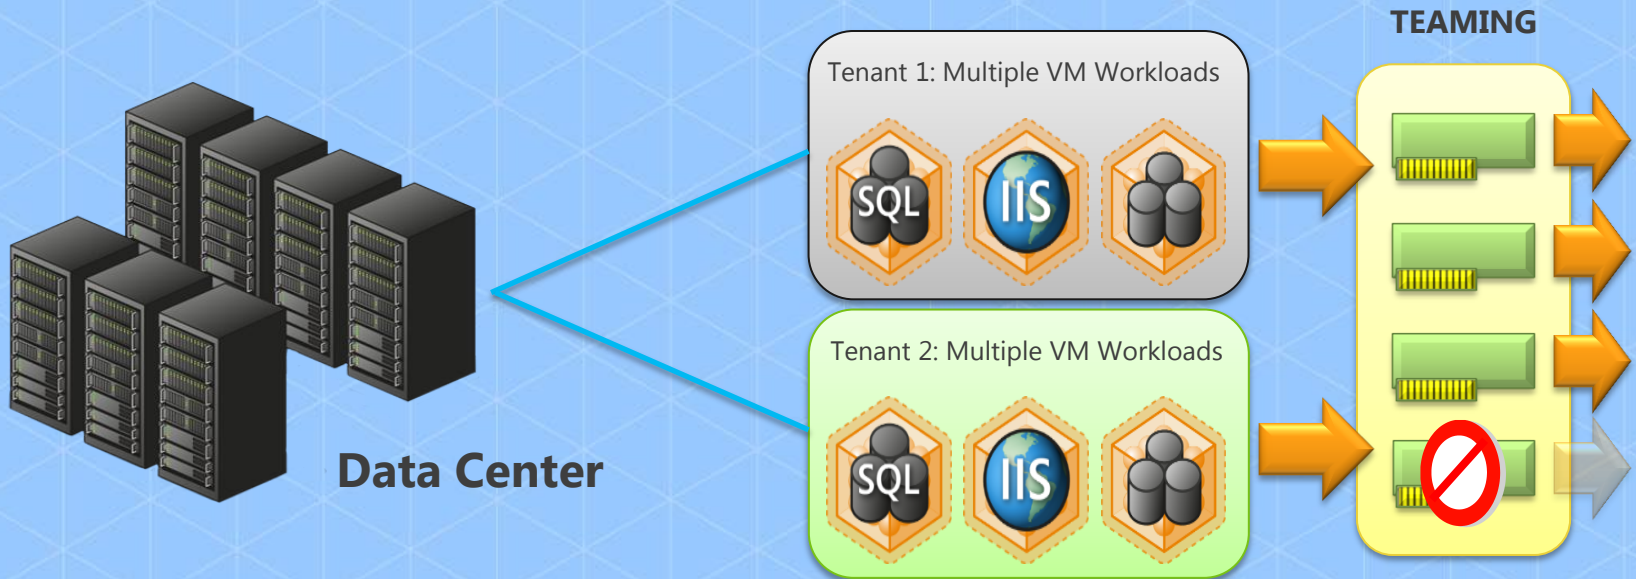 TEAMING
Tenant 1: Multiple VM Workloads
SQL
IIS
Tenant 2: Multiple VM Workloads
SQL
IIS
Data Center